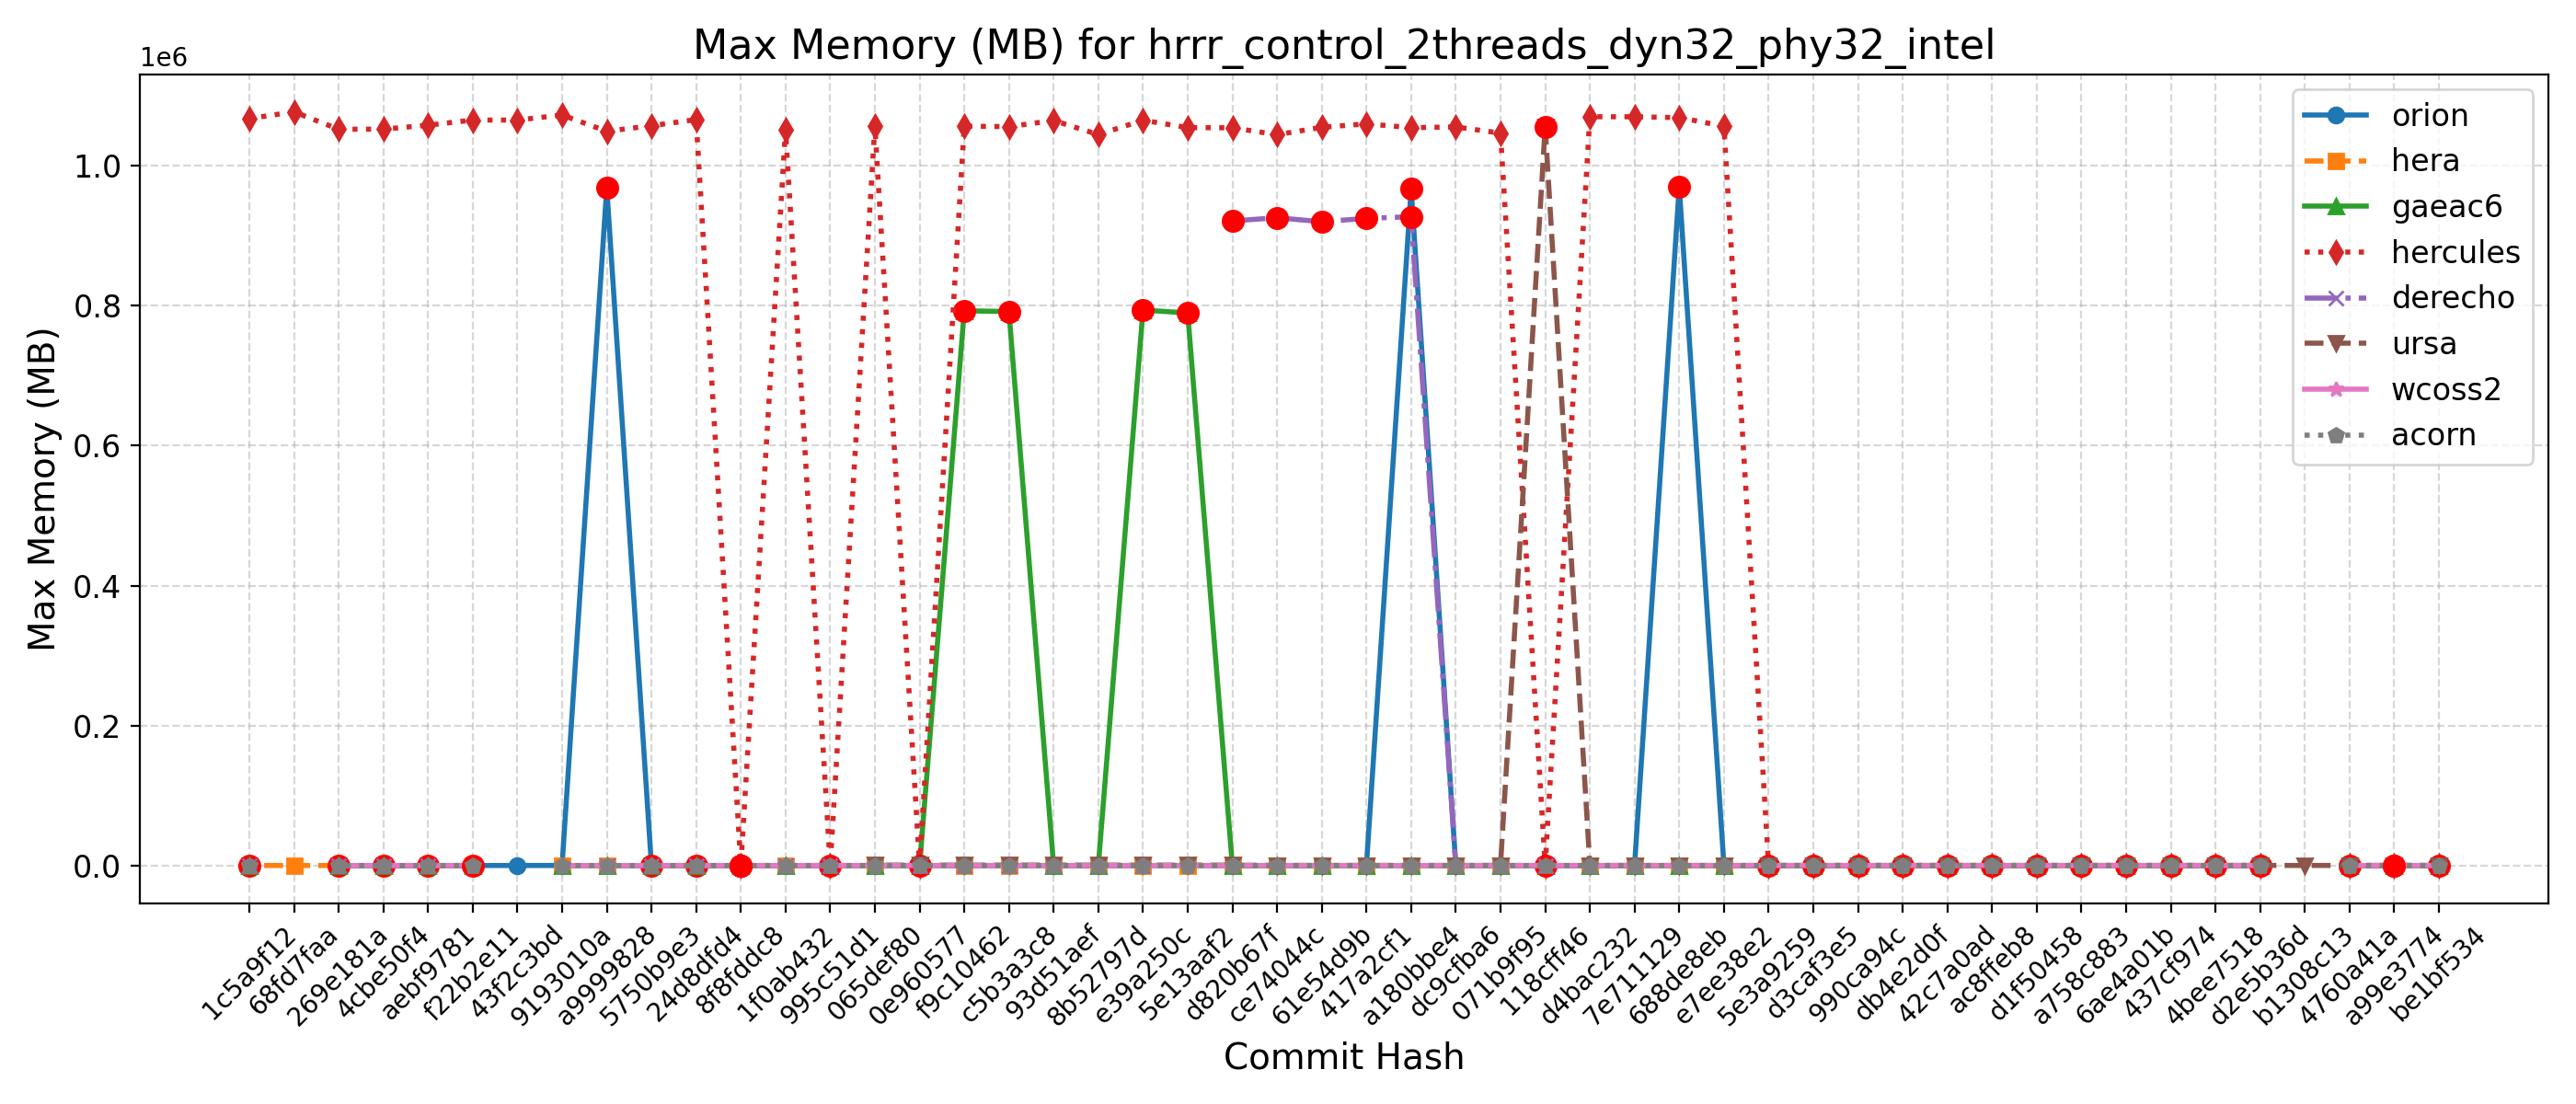 Max Memory (MB) for hrrr_control_2threads_dyn32_phy32_intel
1e6
1.0
0.8
0.6
0.4
0.2
0.0
Max Memory (MB)
orion
hera
gaeac6
hercules
derecho
ursa
wcoss2
acorn
1c5a9f12
68fd7faa
269e181a
4cbe50f4
aebf9781
f22b2e11
43f2c3bd
9193010a
a9999828
5750b9e3
24d8dfd4
8f8fddc8
1f0ab432
995c51d1
065def80
0e960577
f9c10462
c5b3a3c8
93d51aef
8b52797d
e39a250c
5e13aaf2
d820b67f
ce74044c
61e54d9b
417a2cf1
a180bbe4
dc9cfba6
071b9f95
118cff46
d4bac232
7e711129
688de8eb
e7ee38e2
5e3a9259
d3caf3e5
990ca94c
db4e2d0f
42c7a0ad
ac8ffeb8
d1f50458
a758c883
6ae4a01b
437cf974
4bee7518
d2e5b36d
b1308c13
4760a41a
a99e3774
be1bf534
Commit Hash